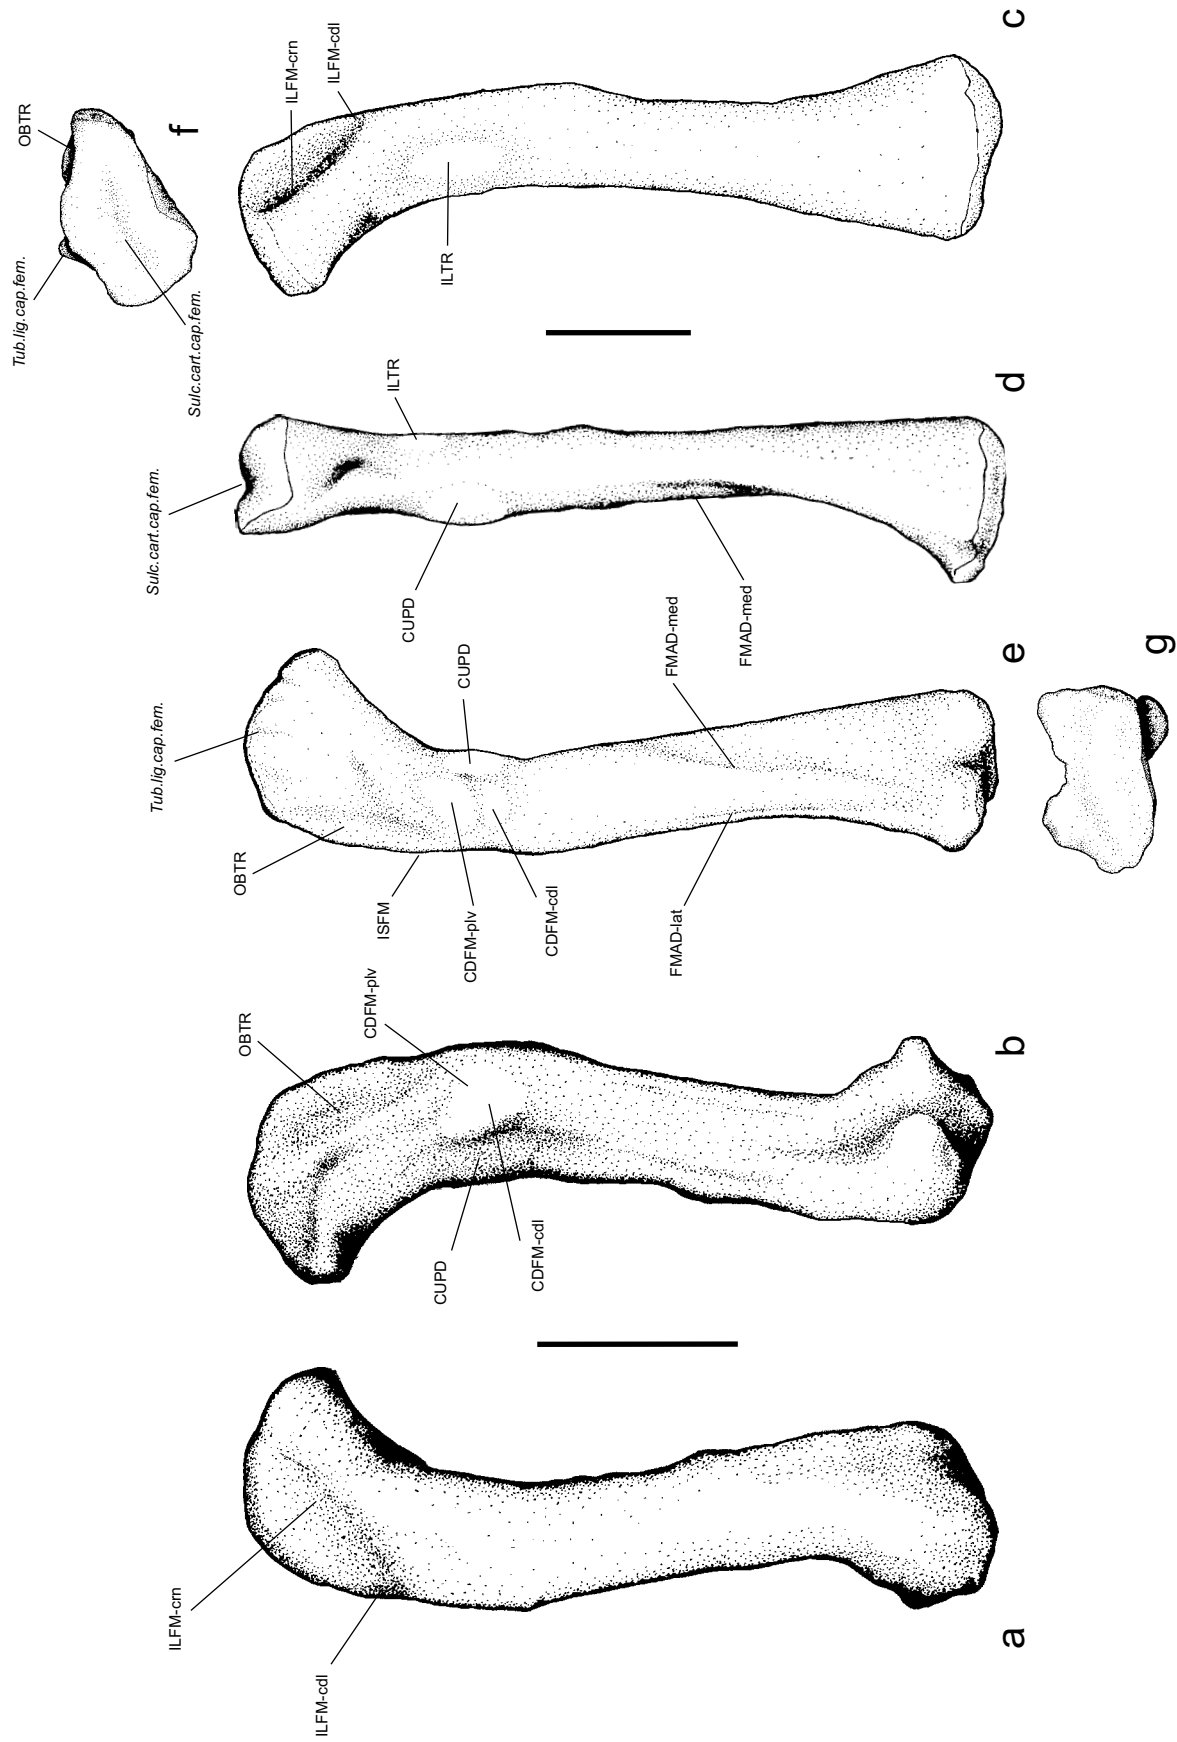 ILFM-crn
ILFM-cdl
a
OBTR
CDFM-plv
CUPD
CDFM-cdl
b
Tub.lig.cap.fem.
OBTR
ISFM
CUPD
CDFM-plv
CDFM-cdl
FMAD-med
FMAD-lat
e
Sulc.cart.cap.fem.
ILTR
CUPD
FMAD-med
d
OBTR
Tub.lig.cap.fem.
Sulc.cart.cap.fem.
f
ILFM-crn
ILFM-cdl
ILTR
c
g